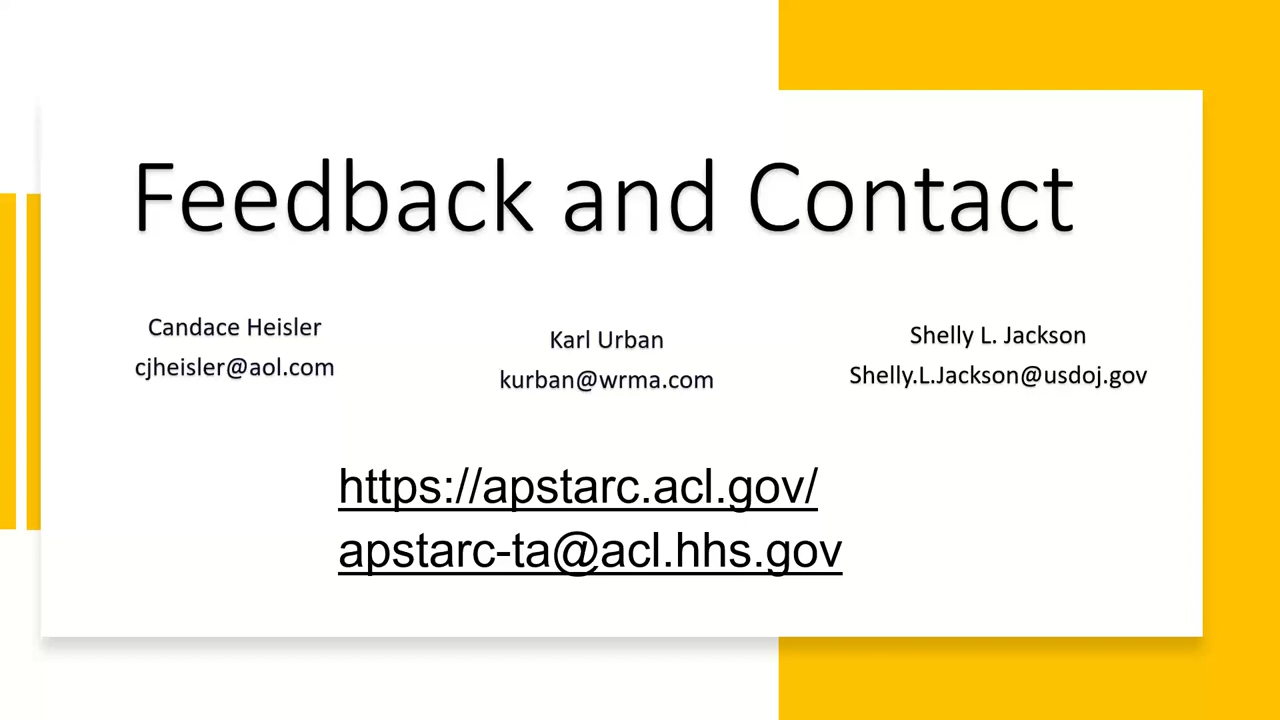 Feedback and Contact
Candace Heisler
cjheisler@aol.com
Karl Urban
kurban@wrma.com
Shelly L. Jackson
Shelly.L.Jackson@usdoj.gov
https://apstarc.acl.gov/
apstarc-ta@acl.hhs.gov